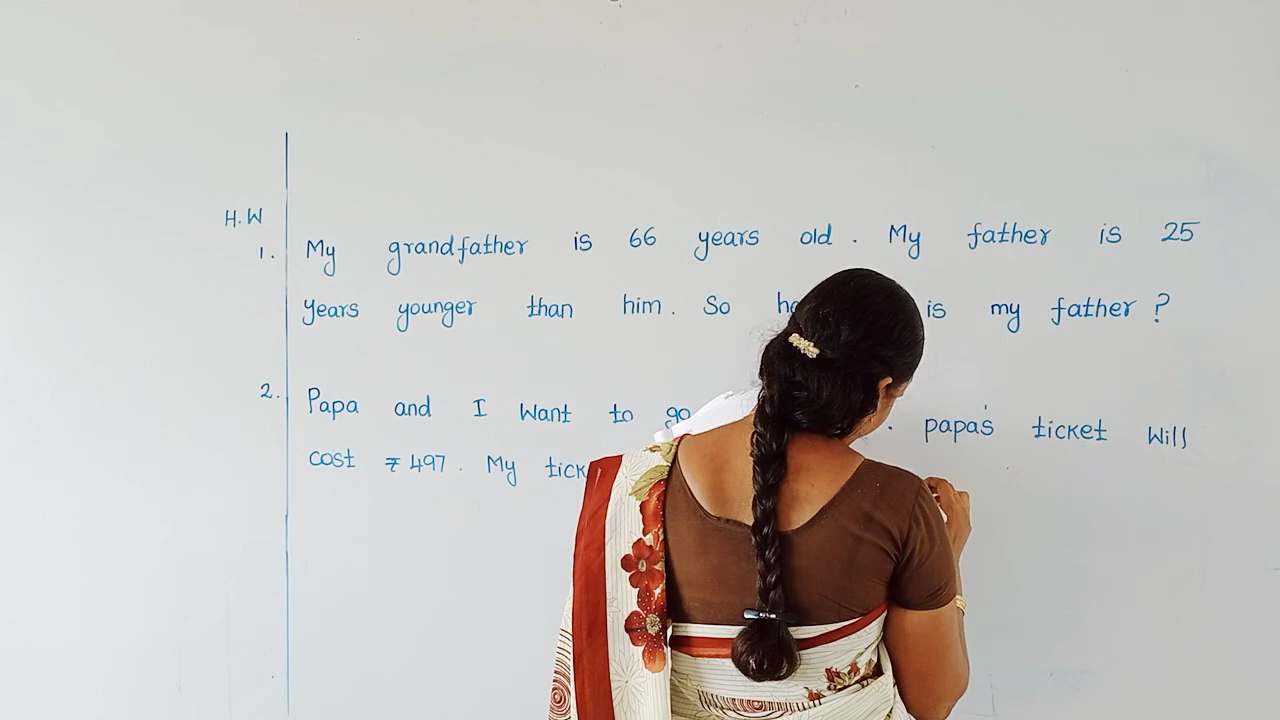 H.W
1. My grandfather is 66 years old . My father is 25
years younger than him . So is my father ?
2. Papa and I Want to go . papa's ticket Will
cost ₹ 497 . My